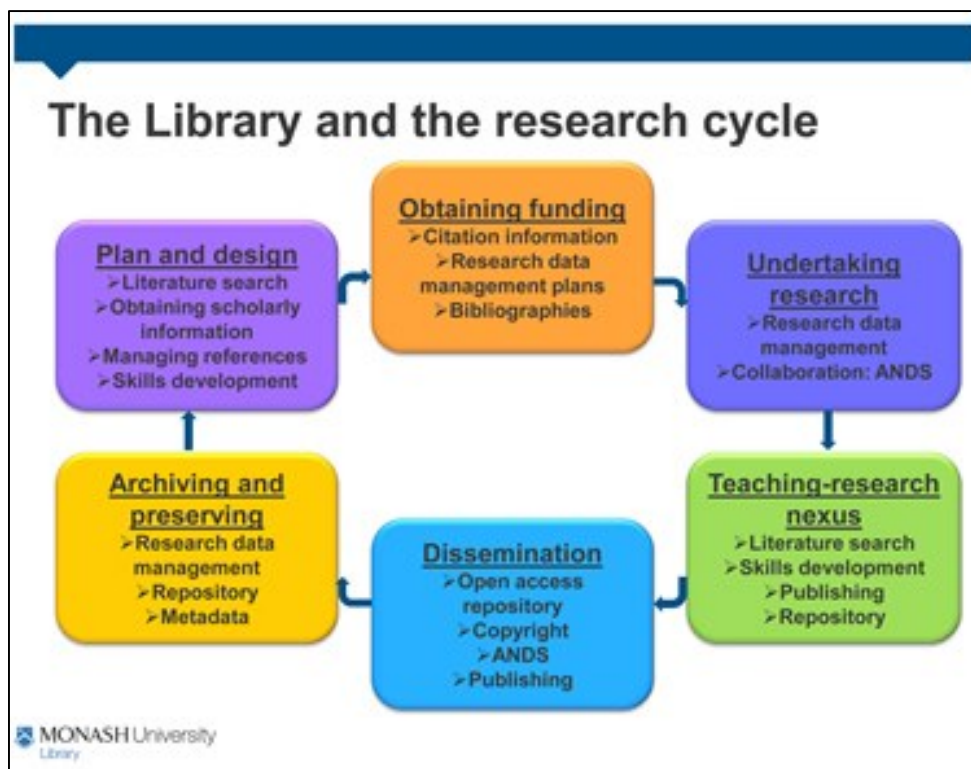 The Library and the research cycle
Obtaining funding
➢Citation information
➢Research data
management plans
➢Bibliographies
Plan and design
➢Literature search
➢Obtaining scholarly
information
➢Managing references
➢Skills development
Undertaking
research
➢Research data
management
➢Collaboration: ANDS
Archiving and
preserving
➢Research data
management
➢Repository
➢Metadata
Dissemination
➢Open access
repository
➢Copyright
➢ANDS
➢Publishing
Teaching-research
nexus
➢Literature search
➢Skills development
➢Publishing
➢Repository
MONASH University
Library